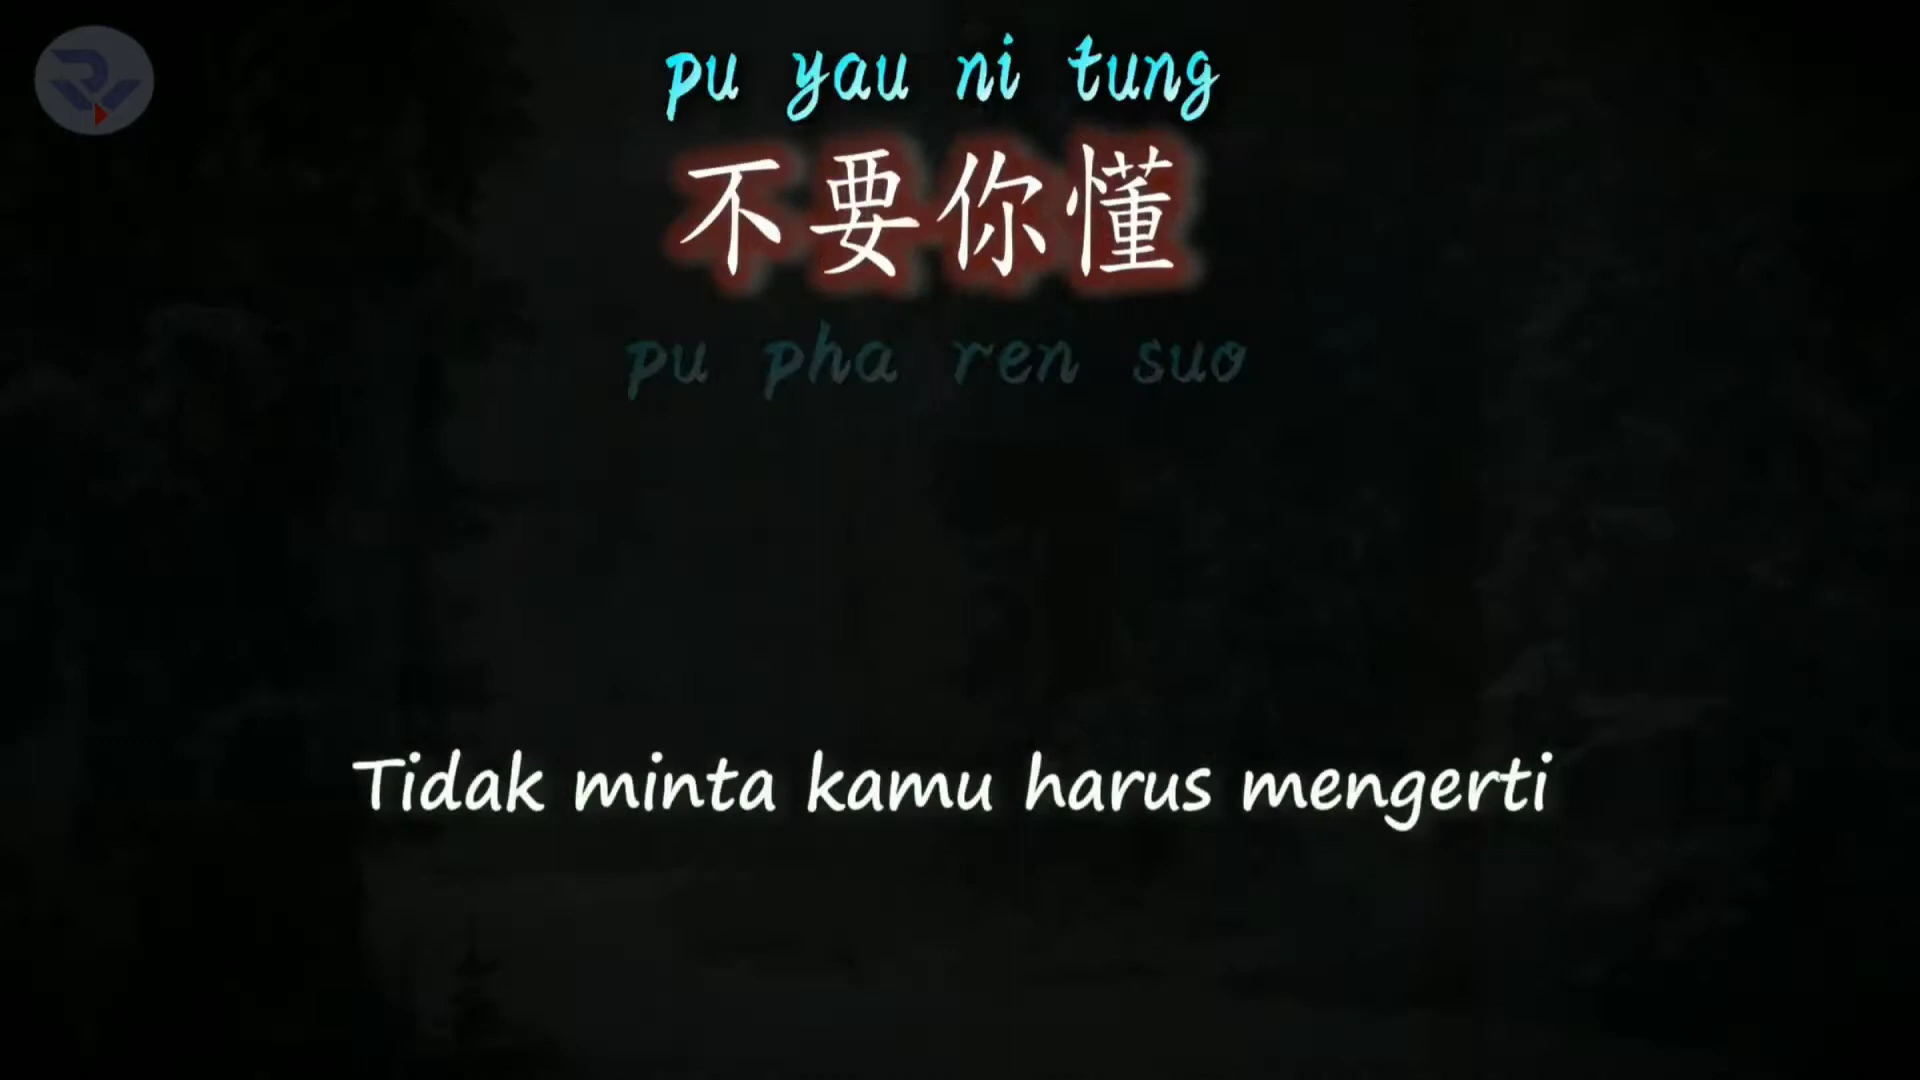 pu yau ni tung
不要你懂
pu pha ren suo
Tidak minta kamu harus mengerti